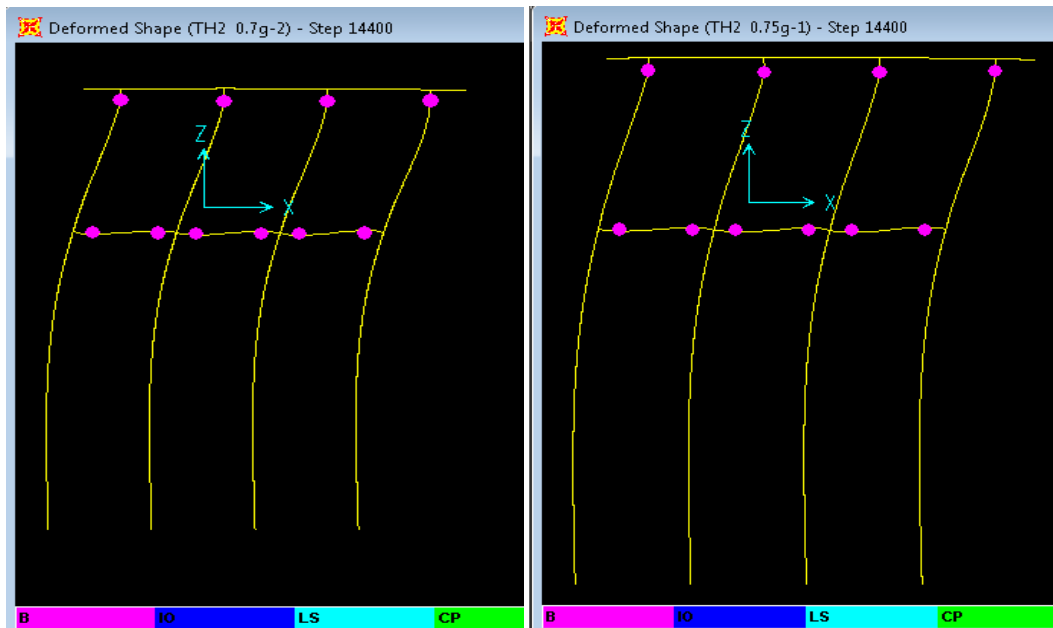 Deformed Shape (TH2 0.7g-2) - Step 14400
Z
X
B IO LS CP
Deformed Shape (TH2 0.75g-1) - Step 14400
Z
X
B IO LS CP